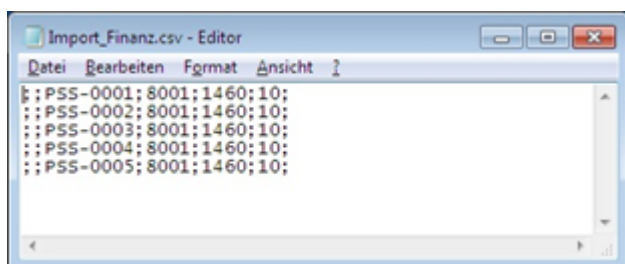 Import_Finanz.csv - Editor
Datei Bearbeiten Format Ansicht ?
;;PSS-0001;8001;1460;10;
;;PSS-0002;8001;1460;10;
;;PSS-0003;8001;1460;10;
;;PSS-0004;8001;1460;10;
;;PSS-0005;8001;1460;10;